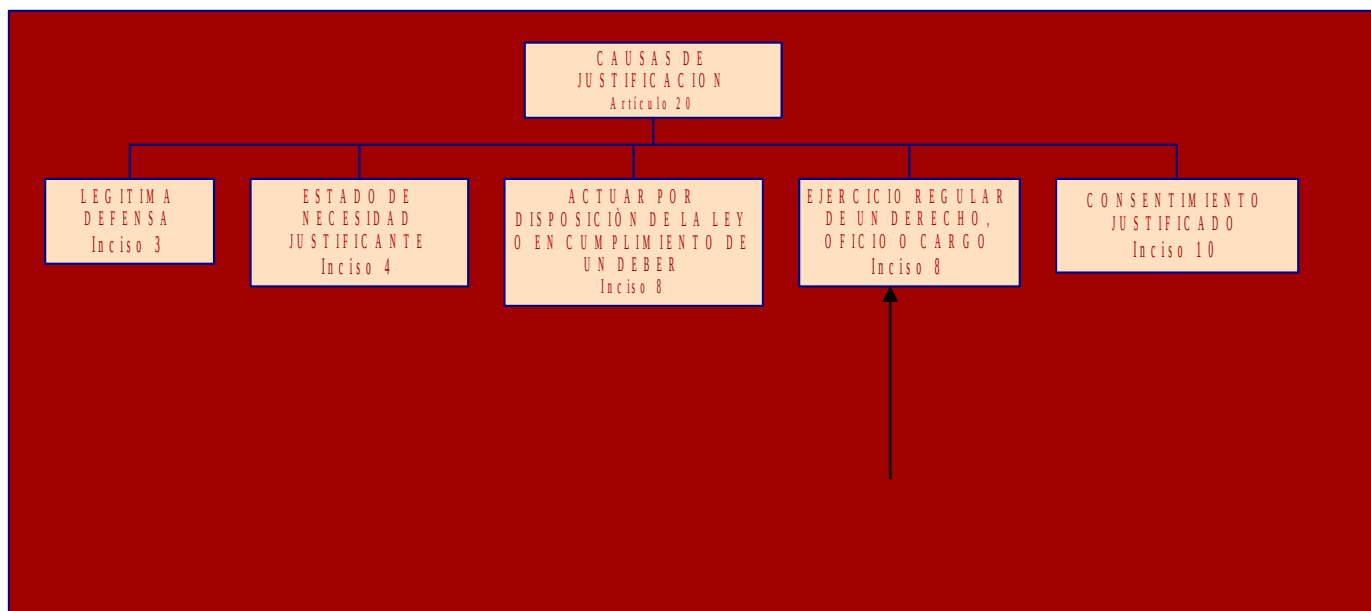 CAUSAS DE
JUSTIFICACION
Artículo 20
LEGITIMA
DEFENSA
Inciso 3
ESTADO DE
NECESIDAD
JUSTIFICANTE
Inciso 4
ACTUAR POR
DISPOSICIÒN DE LA LEY
O EN CUMPLIMIENTO DE
UN DEBER
Inciso 8
EJERCICIO REGULAR
DE UN DERECHO,
OFICIO O CARGO
Inciso 8
CONSENTIMIENTO
JUSTIFICADO
Inciso 10